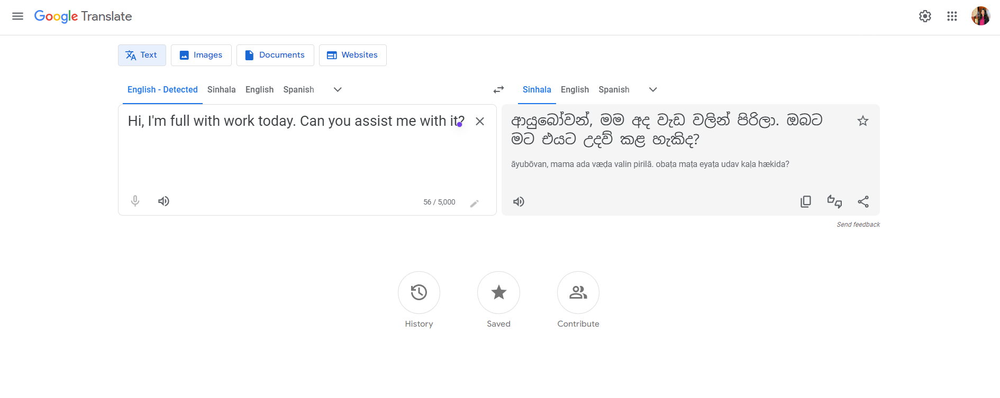 Google Translate
Text
Images
Documents
Websites
English - Detected
Sinhala
English
Spanish
Sinhala
English
Spanish
Hi, I'm full with work today. Can you assist me with it?
56 / 5,000
ආයුබෝවන්, මම අද වැඩ වලින් පිරිලා. ඔබට
මට එයට උදව් කළ හැකිද?
āyubōvan, mama ada væḍa valin pirilā. obaṭa maṭa eyaṭa udav kaḷa hækida?
Send feedback
History
Saved
Contribute